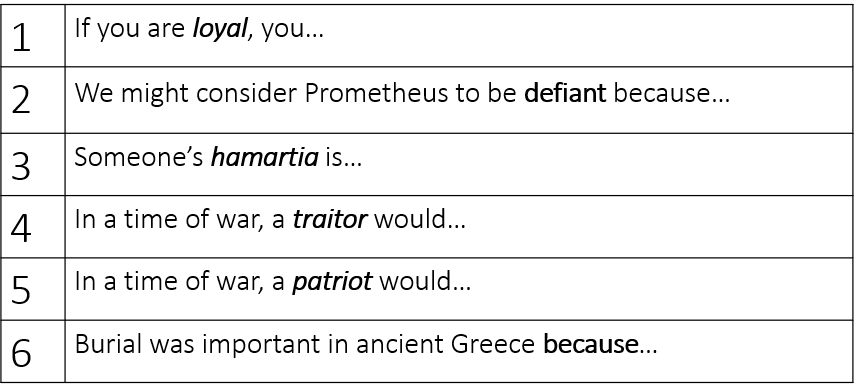 1 If you are loyal, you…
2 We might consider Prometheus to be defiant because…
3 Someone’s hamartia is…
4 In a time of war, a traitor would…
5 In a time of war, a patriot would…
6 Burial was important in ancient Greece because…